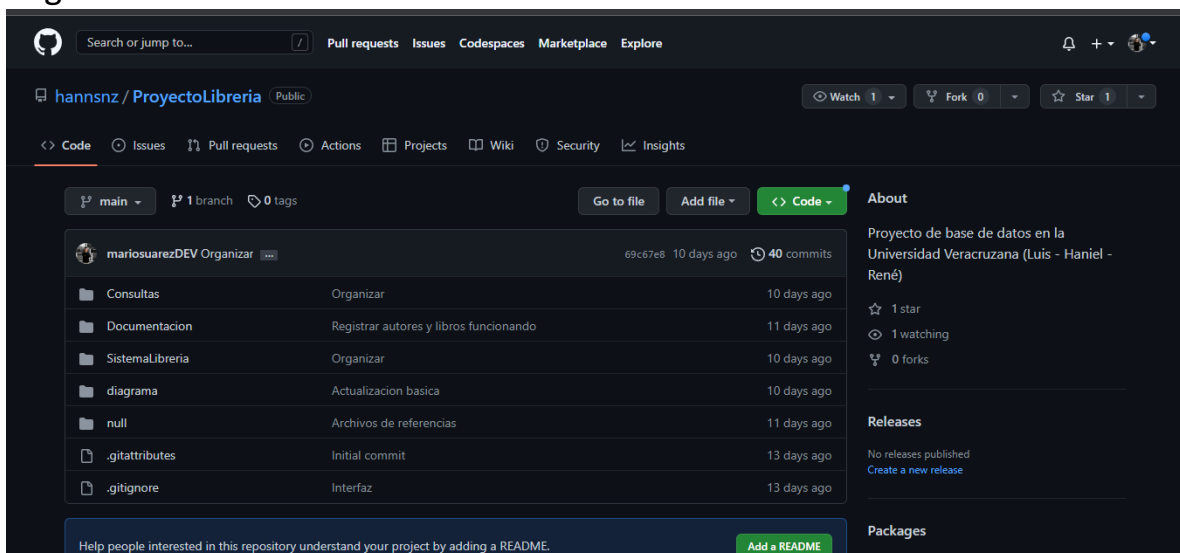 Search or jump to... / Pull requests Issues Codespaces Marketplace Explore
hannsnz / ProyectoLibreria Public Watch 1 Fork 0 Star 1
Code Issues Pull requests Actions Projects Wiki Security Insights
main 1 branch 0 tags Go to file Add file Code
mariosuarezDEV Organizar ... 69c67e8 10 days ago 40 commits
Consultas Organizar 10 days ago
Documentacion Registrar autores y libros funcionando 11 days ago
SistemaLibreria Organizar 10 days ago
diagrama Actualizacion basica 10 days ago
null Archivos de referencias 11 days ago
.gitattributes Initial commit 13 days ago
.gitignore Interfaz 13 days ago
Help people interested in this repository understand your project by adding a README. Add a README
About
Proyecto de base de datos en la
Universidad Veracruzana (Luis - Haniel -
René)
1 star
1 watching
0 forks
Releases
No releases published
Create a new release
Packages